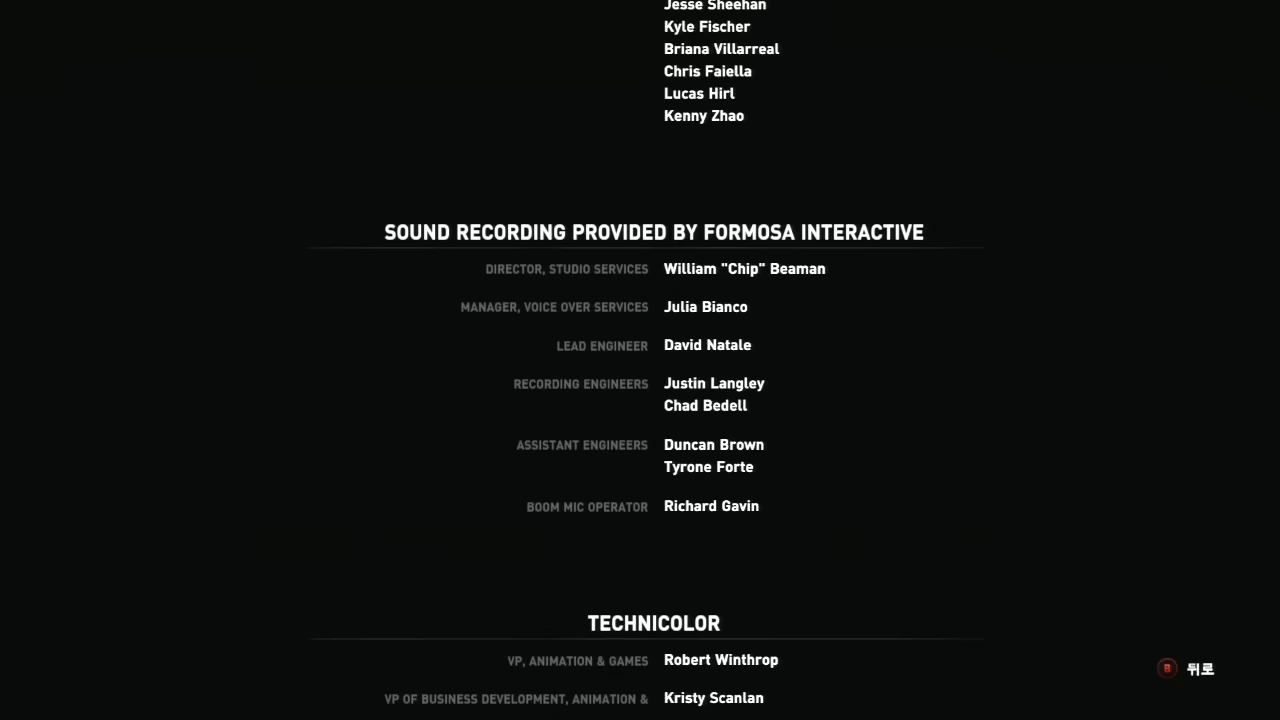 Jesse Sheehan
Kyle Fischer
Briana Villarreal
Chris Faiella
Lucas Hirl
Kenny Zhao
SOUND RECORDING PROVIDED BY FORMOSA INTERACTIVE
DIRECTOR, STUDIO SERVICES William "Chip" Beaman
MANAGER, VOICE OVER SERVICES Julia Bianco
LEAD ENGINEER David Natale
RECORDING ENGINEERS Justin Langley
Chad Bedell
ASSISTANT ENGINEERS Duncan Brown
Tyrone Forte
BOOM MIC OPERATOR Richard Gavin
TECHNICOLOR
VP, ANIMATION & GAMES Robert Winthrop
VP OF BUSINESS DEVELOPMENT, ANIMATION & Kristy Scanlan
B 뒤로